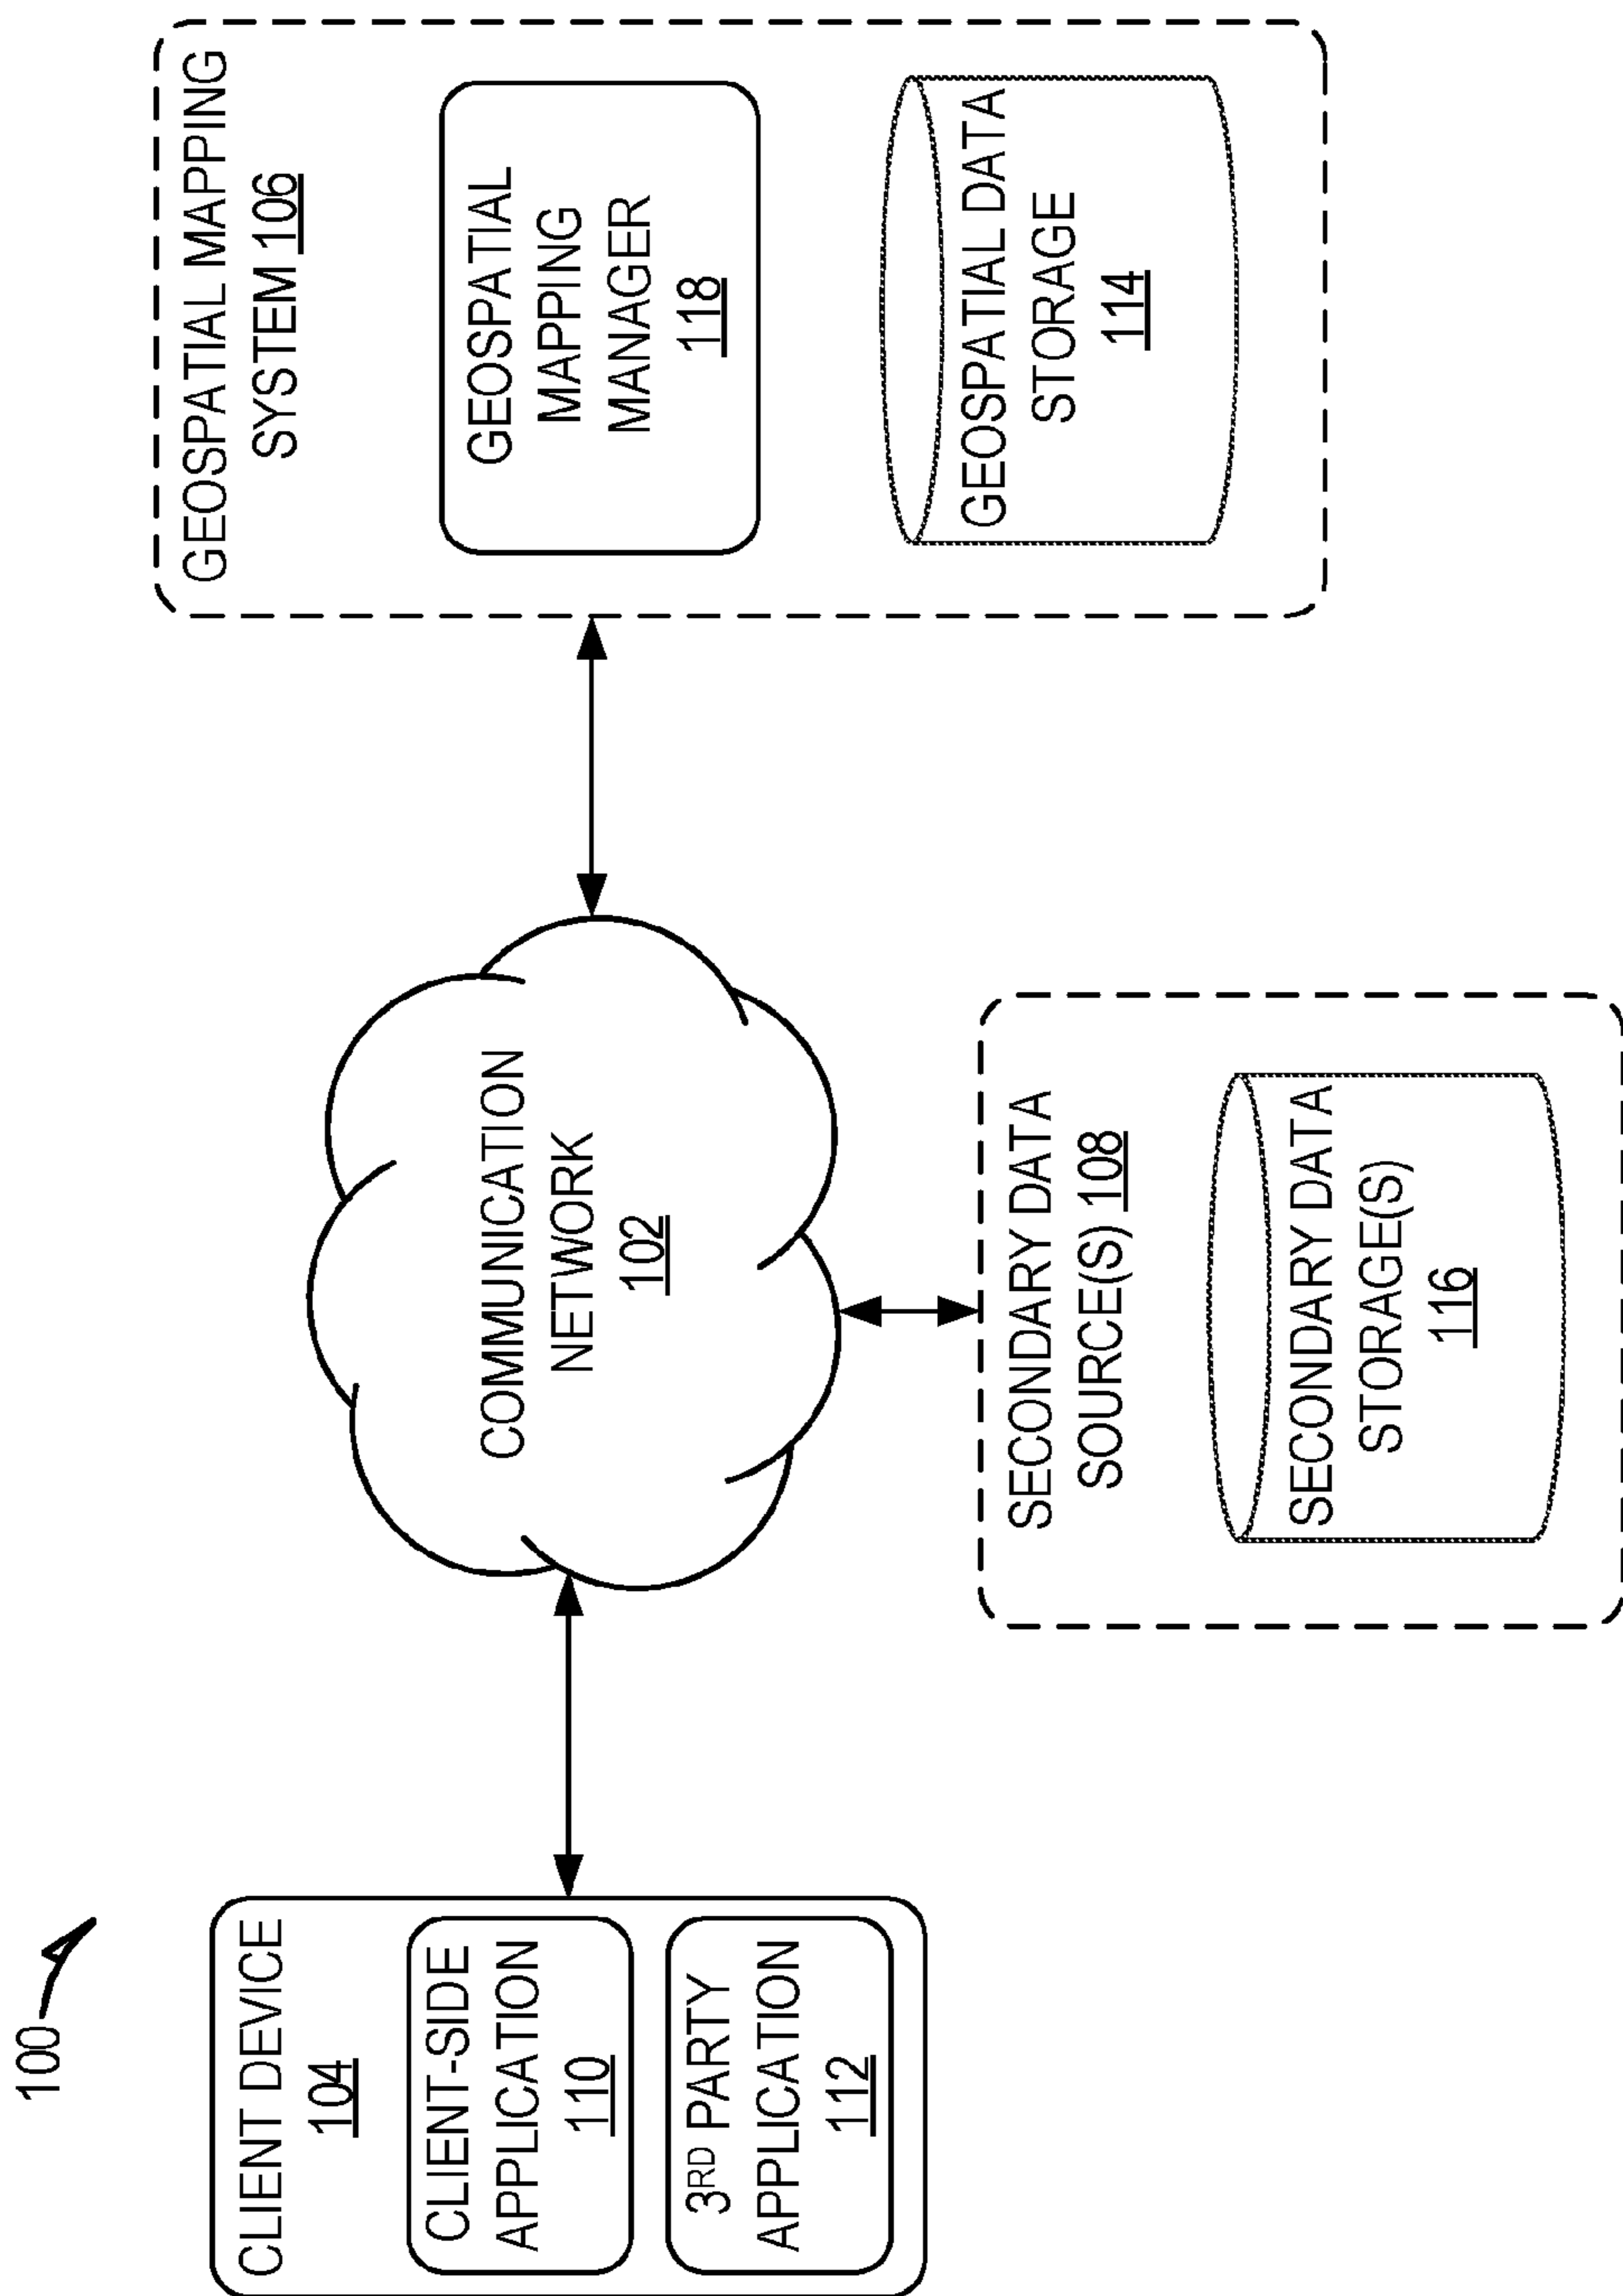 100
CLIENT DEVICE
104
CLIENT-SIDE
APPLICATION
110
3RD PARTY
APPLICATION
112
COMMUNICATION
NETWORK
102
SECONDARY DATA
SOURCE(S) 108
SECONDARY DATA
STORAGE(S)
116
GEOSPATIAL MAPPING
SYSTEM 106
GEOSPATIAL
MAPPING
MANAGER
118
GEOSPATIAL DATA
STORAGE
114